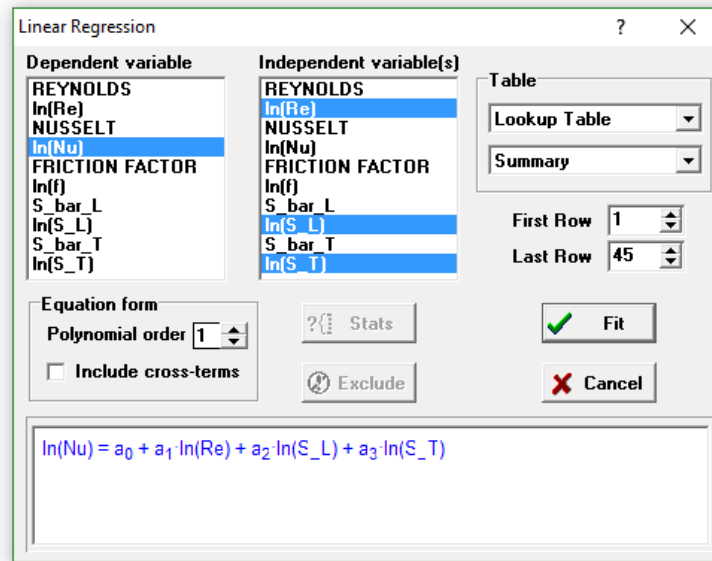 Linear Regression
? ×
Dependent variable
REYNOLDS
ln(Re)
NUSSELT
ln(Nu)
FRICTION FACTOR
ln(f)
S_bar_L
ln(S_L)
S_bar_T
ln(S_T)
Independent variable(s)
REYNOLDS
ln(Re)
NUSSELT
ln(Nu)
FRICTION FACTOR
ln(f)
S_bar_L
ln(S_L)
S_bar_T
ln(S_T)
Table
Lookup Table
Summary
First Row 1
Last Row 45
Equation form
Polynomial order 1
Include cross-terms
?{ Stats
Exclude
Fit
Cancel
ln(Nu) = a₀ + a₁·ln(Re) + a₂·ln(S_L) + a₃·ln(S_T)